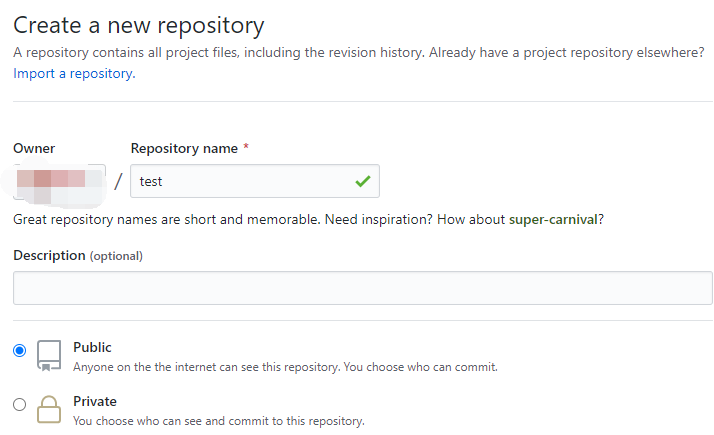 Create a new repository
A repository contains all project files, including the revision history. Already have a project repository elsewhere?
Import a repository.
Owner
Repository name *
/
test
Great repository names are short and memorable. Need inspiration? How about super-carnival?
Description (optional)
Public
Anyone on the the internet can see this repository. You choose who can commit.
Private
You choose who can see and commit to this repository.